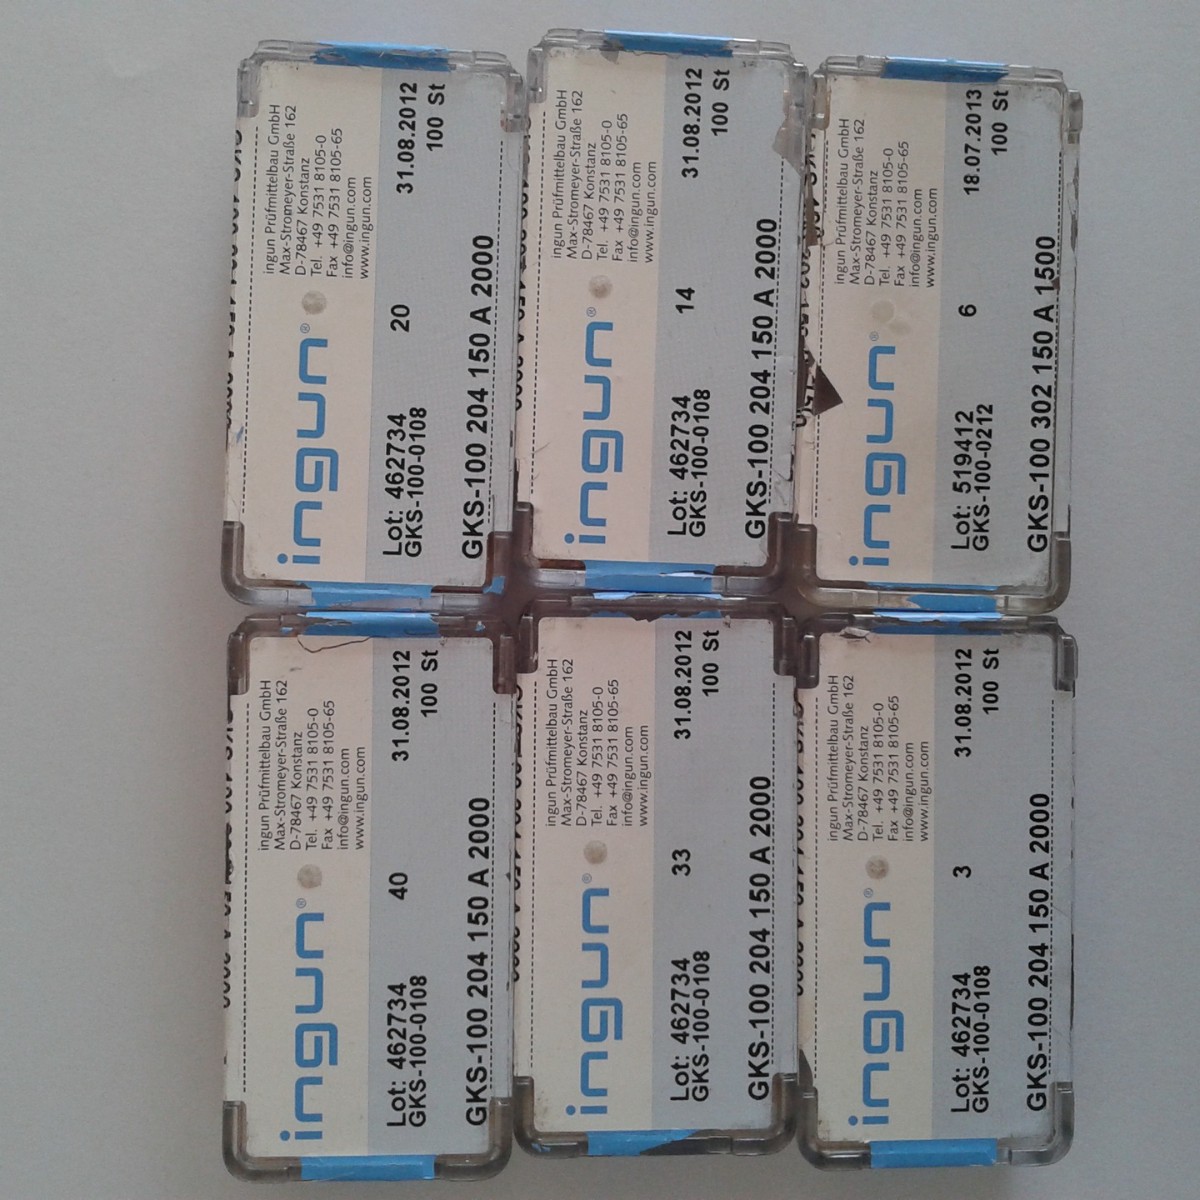 ingun®
ingun Prüfmittelbau GmbH
Max-Stromeyer-Straße 162
D-78467 Konstanz
Tel. +49 7531 8105-0
Fax +49 7531 8105-65
info@ingun.com
www.ingun.com
Lot: 462734 20 31.08.2012
GKS-100-0108 100 St
GKS-100 204 150 A 2000
ingun®
ingun Prüfmittelbau GmbH
Max-Stromeyer-Straße 162
D-78467 Konstanz
Tel. +49 7531 8105-0
Fax +49 7531 8105-65
info@ingun.com
www.ingun.com
Lot: 462734 14 31.08.2012
GKS-100-0108 100 St
GKS-100 204 150 A 2000
ingun®
ingun Prüfmittelbau GmbH
Max-Stromeyer-Straße 162
D-78467 Konstanz
Tel. +49 7531 8105-0
Fax +49 7531 8105-65
info@ingun.com
www.ingun.com
Lot: 519412 6 18.07.2013
GKS-100-0212 100 St
GKS-100 302 150 A 1500
ingun®
ingun Prüfmittelbau GmbH
Max-Stromeyer-Straße 162
D-78467 Konstanz
Tel. +49 7531 8105-0
Fax +49 7531 8105-65
info@ingun.com
www.ingun.com
Lot: 462734 40 31.08.2012
GKS-100-0108 100 St
GKS-100 204 150 A 2000
ingun®
ingun Prüfmittelbau GmbH
Max-Stromeyer-Straße 162
D-78467 Konstanz
Tel. +49 7531 8105-0
Fax +49 7531 8105-65
info@ingun.com
www.ingun.com
Lot: 462734 33 31.08.2012
GKS-100-0108 100 St
GKS-100 204 150 A 2000
ingun®
ingun Prüfmittelbau GmbH
Max-Stromeyer-Straße 162
D-78467 Konstanz
Tel. +49 7531 8105-0
Fax +49 7531 8105-65
info@ingun.com
www.ingun.com
Lot: 462734 3 31.08.2012
GKS-100-0108 100 St
GKS-100 204 150 A 2000